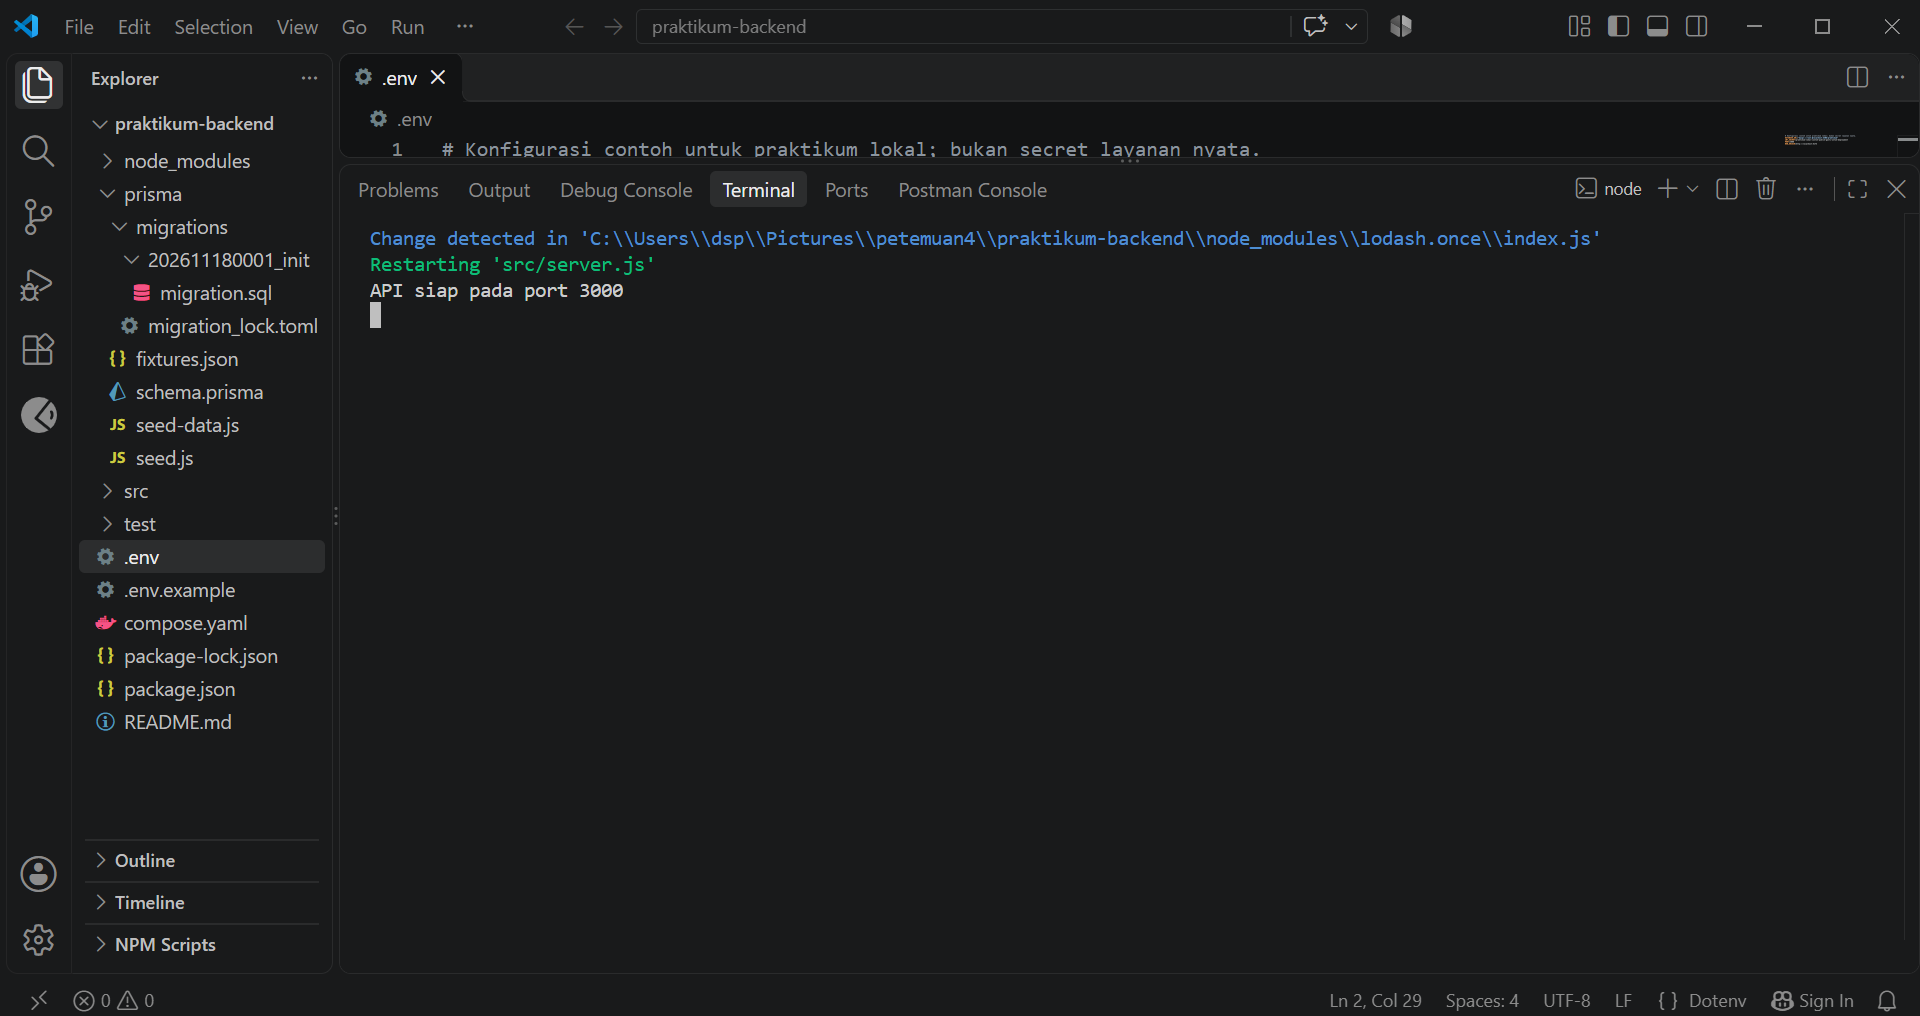 File Edit Selection View Go Run ...
praktikum-backend
Explorer
praktikum-backend
node_modules
prisma
migrations
202611180001_init
migration.sql
migration_lock.toml
fixtures.json
schema.prisma
JS seed-data.js
JS seed.js
src
test
.env
.env.example
compose.yaml
package-lock.json
package.json
README.md
Outline
Timeline
NPM Scripts
.env
.env
1 # Konfigurasi contoh untuk praktikum lokal; bukan secret layanan nyata.
Problems Output Debug Console Terminal Ports Postman Console
node
Change detected in 'C:\\Users\\dsp\\Pictures\\petemuan4\\praktikum-backend\\node_modules\\lodash.once\\index.js'
Restarting 'src/server.js'
API siap pada port 3000
0 0
Ln 2, Col 29 Spaces: 4 UTF-8 LF { } Dotenv Sign In